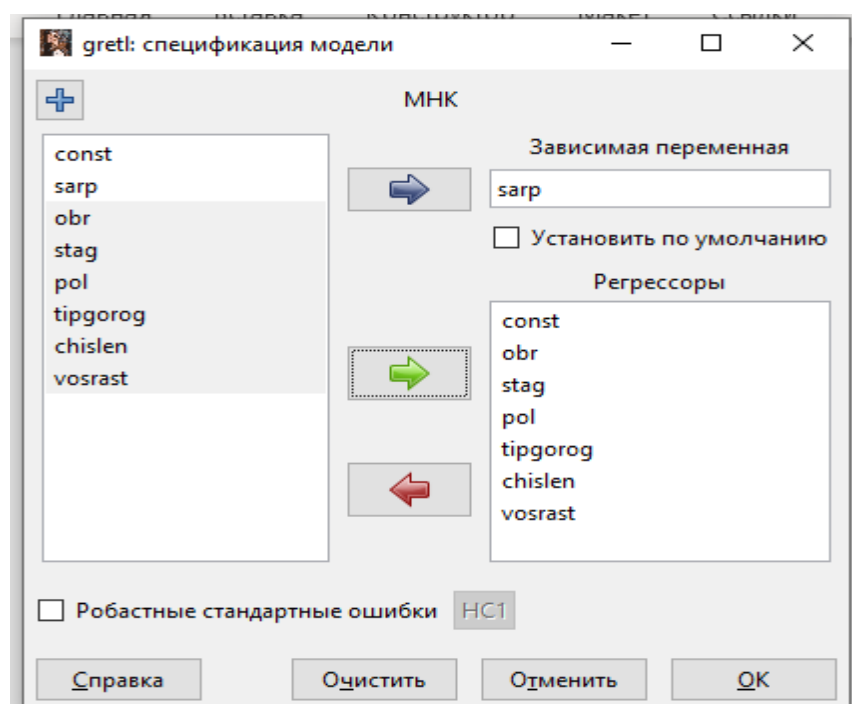 gretl: спецификация модели
МНК
const
sarp
obr
stag
pol
tipgorog
chislen
vosrast
Зависимая переменная
sarp
Установить по умолчанию
Регрессоры
const
obr
stag
pol
tipgorog
chislen
vosrast
Робастные стандартные ошибки HC1
Справка Очистить Отменить OK